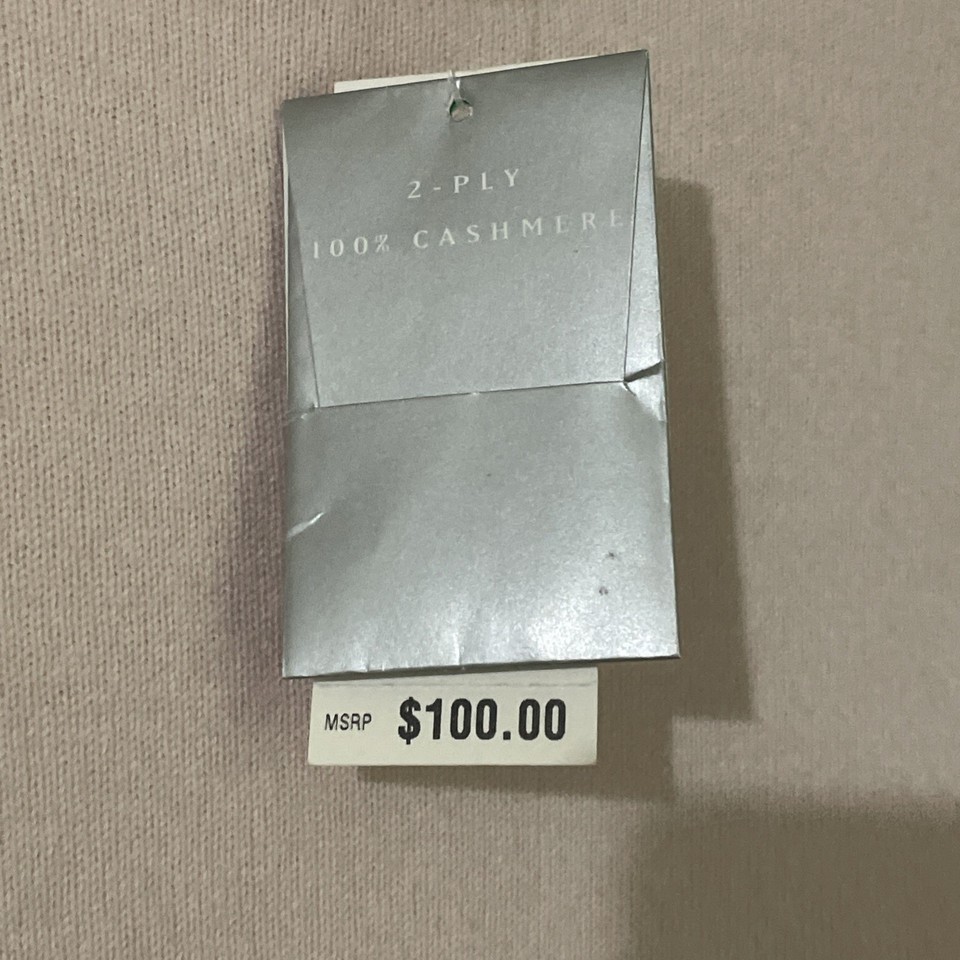 2-PLY
100% CASHMERE
MSRP $100.00